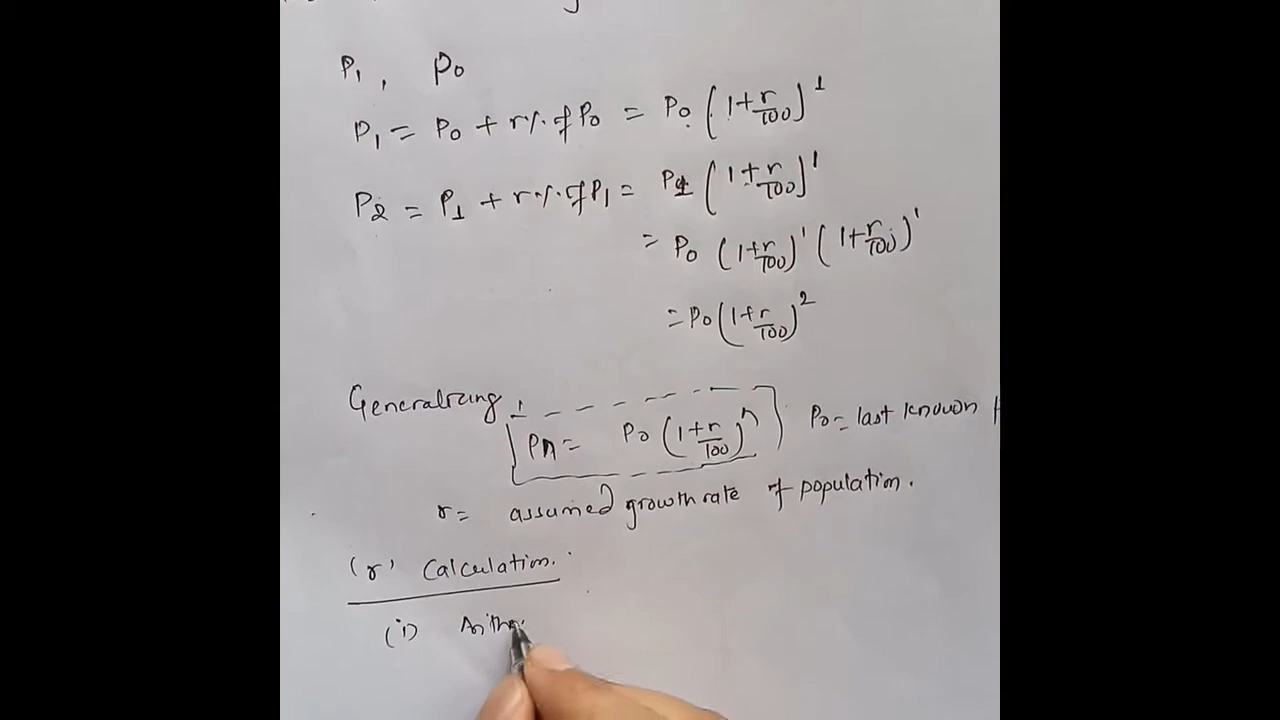 P₁ , P₀
P₁ = P₀ + r% of P₀ = P₀ (1+r/100)¹
P₂ = P₁ + r% of P₁ = P₁ (1+r/100)¹
= P₀ (1+r/100)¹ (1+r/100)¹
= P₀ (1+r/100)²
Generalizing
Pn = P₀ (1+r/100)ⁿ P₀ = last known
r = assumed growth rate of population.
(r' Calculation.
(i) Arithm